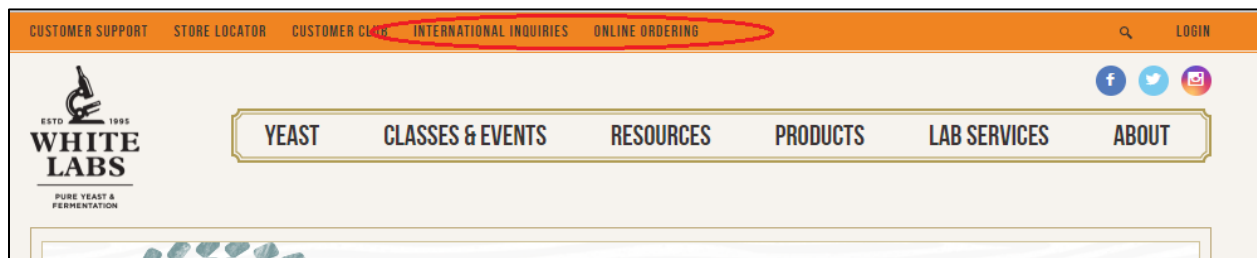 CUSTOMER SUPPORT STORE LOCATOR CUSTOMER CLUB INTERNATIONAL INQUIRIES ONLINE ORDERING LOGIN
ESTD 1995
WHITE
LABS
PURE YEAST &
FERMENTATION
YEAST CLASSES & EVENTS RESOURCES PRODUCTS LAB SERVICES ABOUT